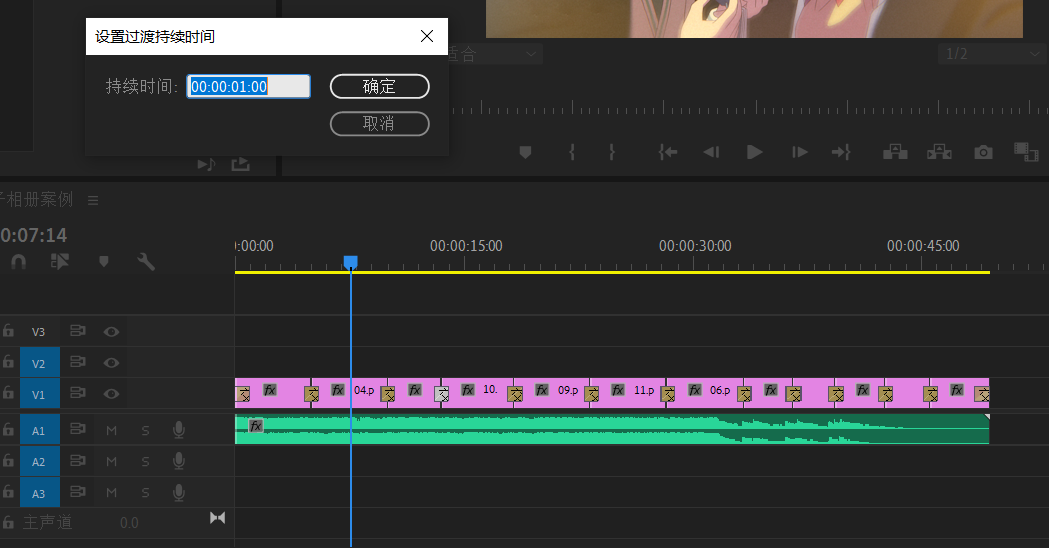 设置过渡持续时间
持续时间: 00:00:01:00 确定
取消
适合 1/2
子相册案例
0:07:14
:00:00 00:00:15:00 00:00:30:00 00:00:45:00
V3
V2
V1 fx fx 04.p fx fx 10. fx 09.p fx 11.p fx 06.p fx fx fx
A1 M S fx
A2 M S
A3 M S
主声道 0.0